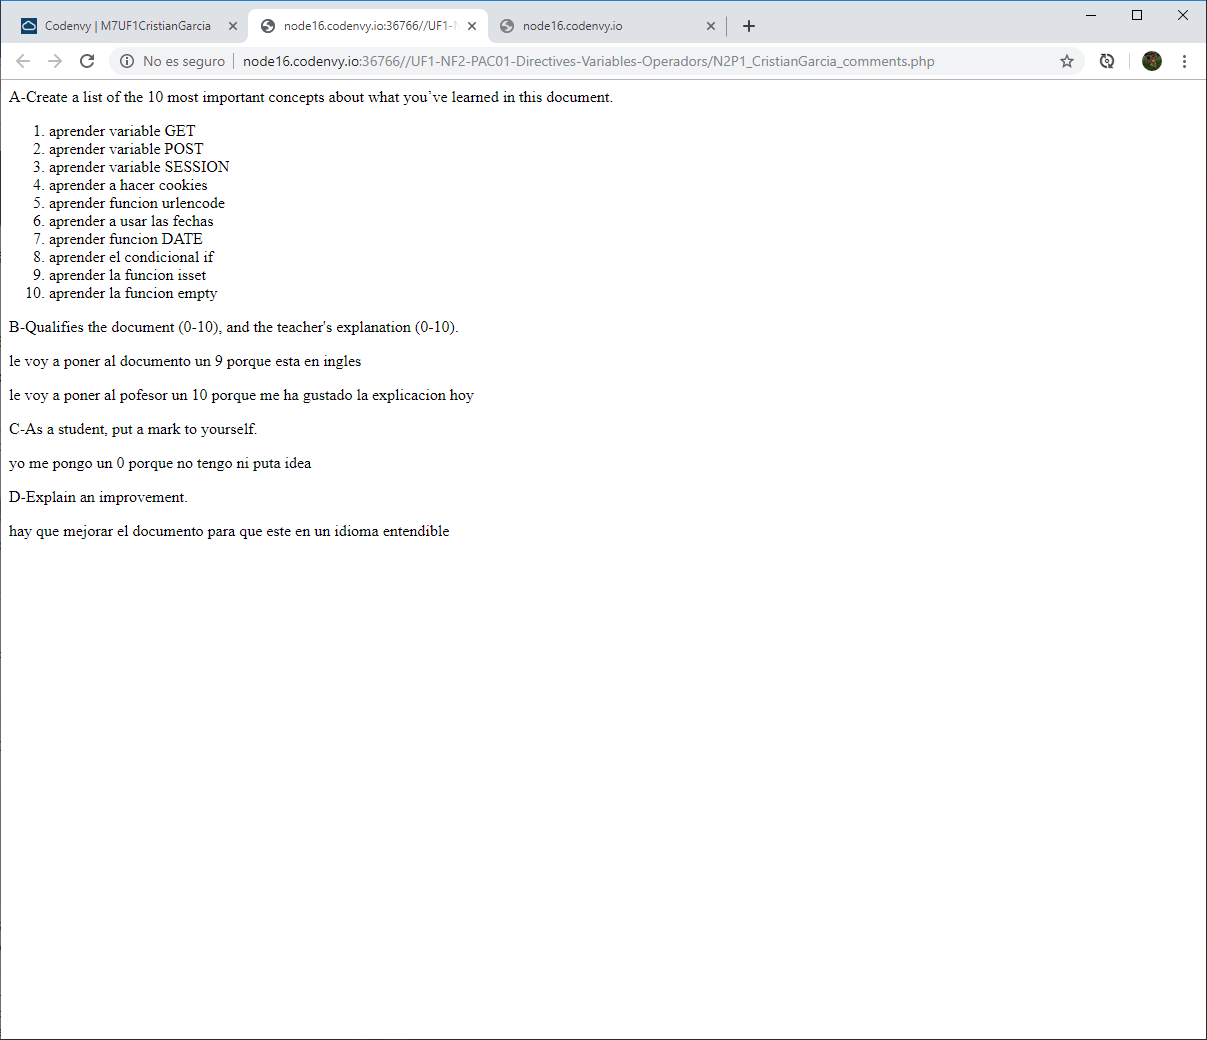 Codenvy | M7UF1CristianGarcia
node16.codenvy.io:36766//UF1-N
node16.codenvy.io
No es seguro
node16.codenvy.io:36766//UF1-NF2-PAC01-Directives-Variables-Operadors/N2P1_CristianGarcia_comments.php
A-Create a list of the 10 most important concepts about what you've learned in this document.
1. aprender variable GET
2. aprender variable POST
3. aprender variable SESSION
4. aprender a hacer cookies
5. aprender funcion urlencode
6. aprender a usar las fechas
7. aprender funcion DATE
8. aprender el condicional if
9. aprender la funcion isset
10. aprender la funcion empty
B-Qualifies the document (0-10), and the teacher's explanation (0-10).
le voy a poner al documento un 9 porque esta en ingles
le voy a poner al pofesor un 10 porque me ha gustado la explicacion hoy
C-As a student, put a mark to yourself.
yo me pongo un 0 porque no tengo ni puta idea
D-Explain an improvement.
hay que mejorar el documento para que este en un idioma entendible